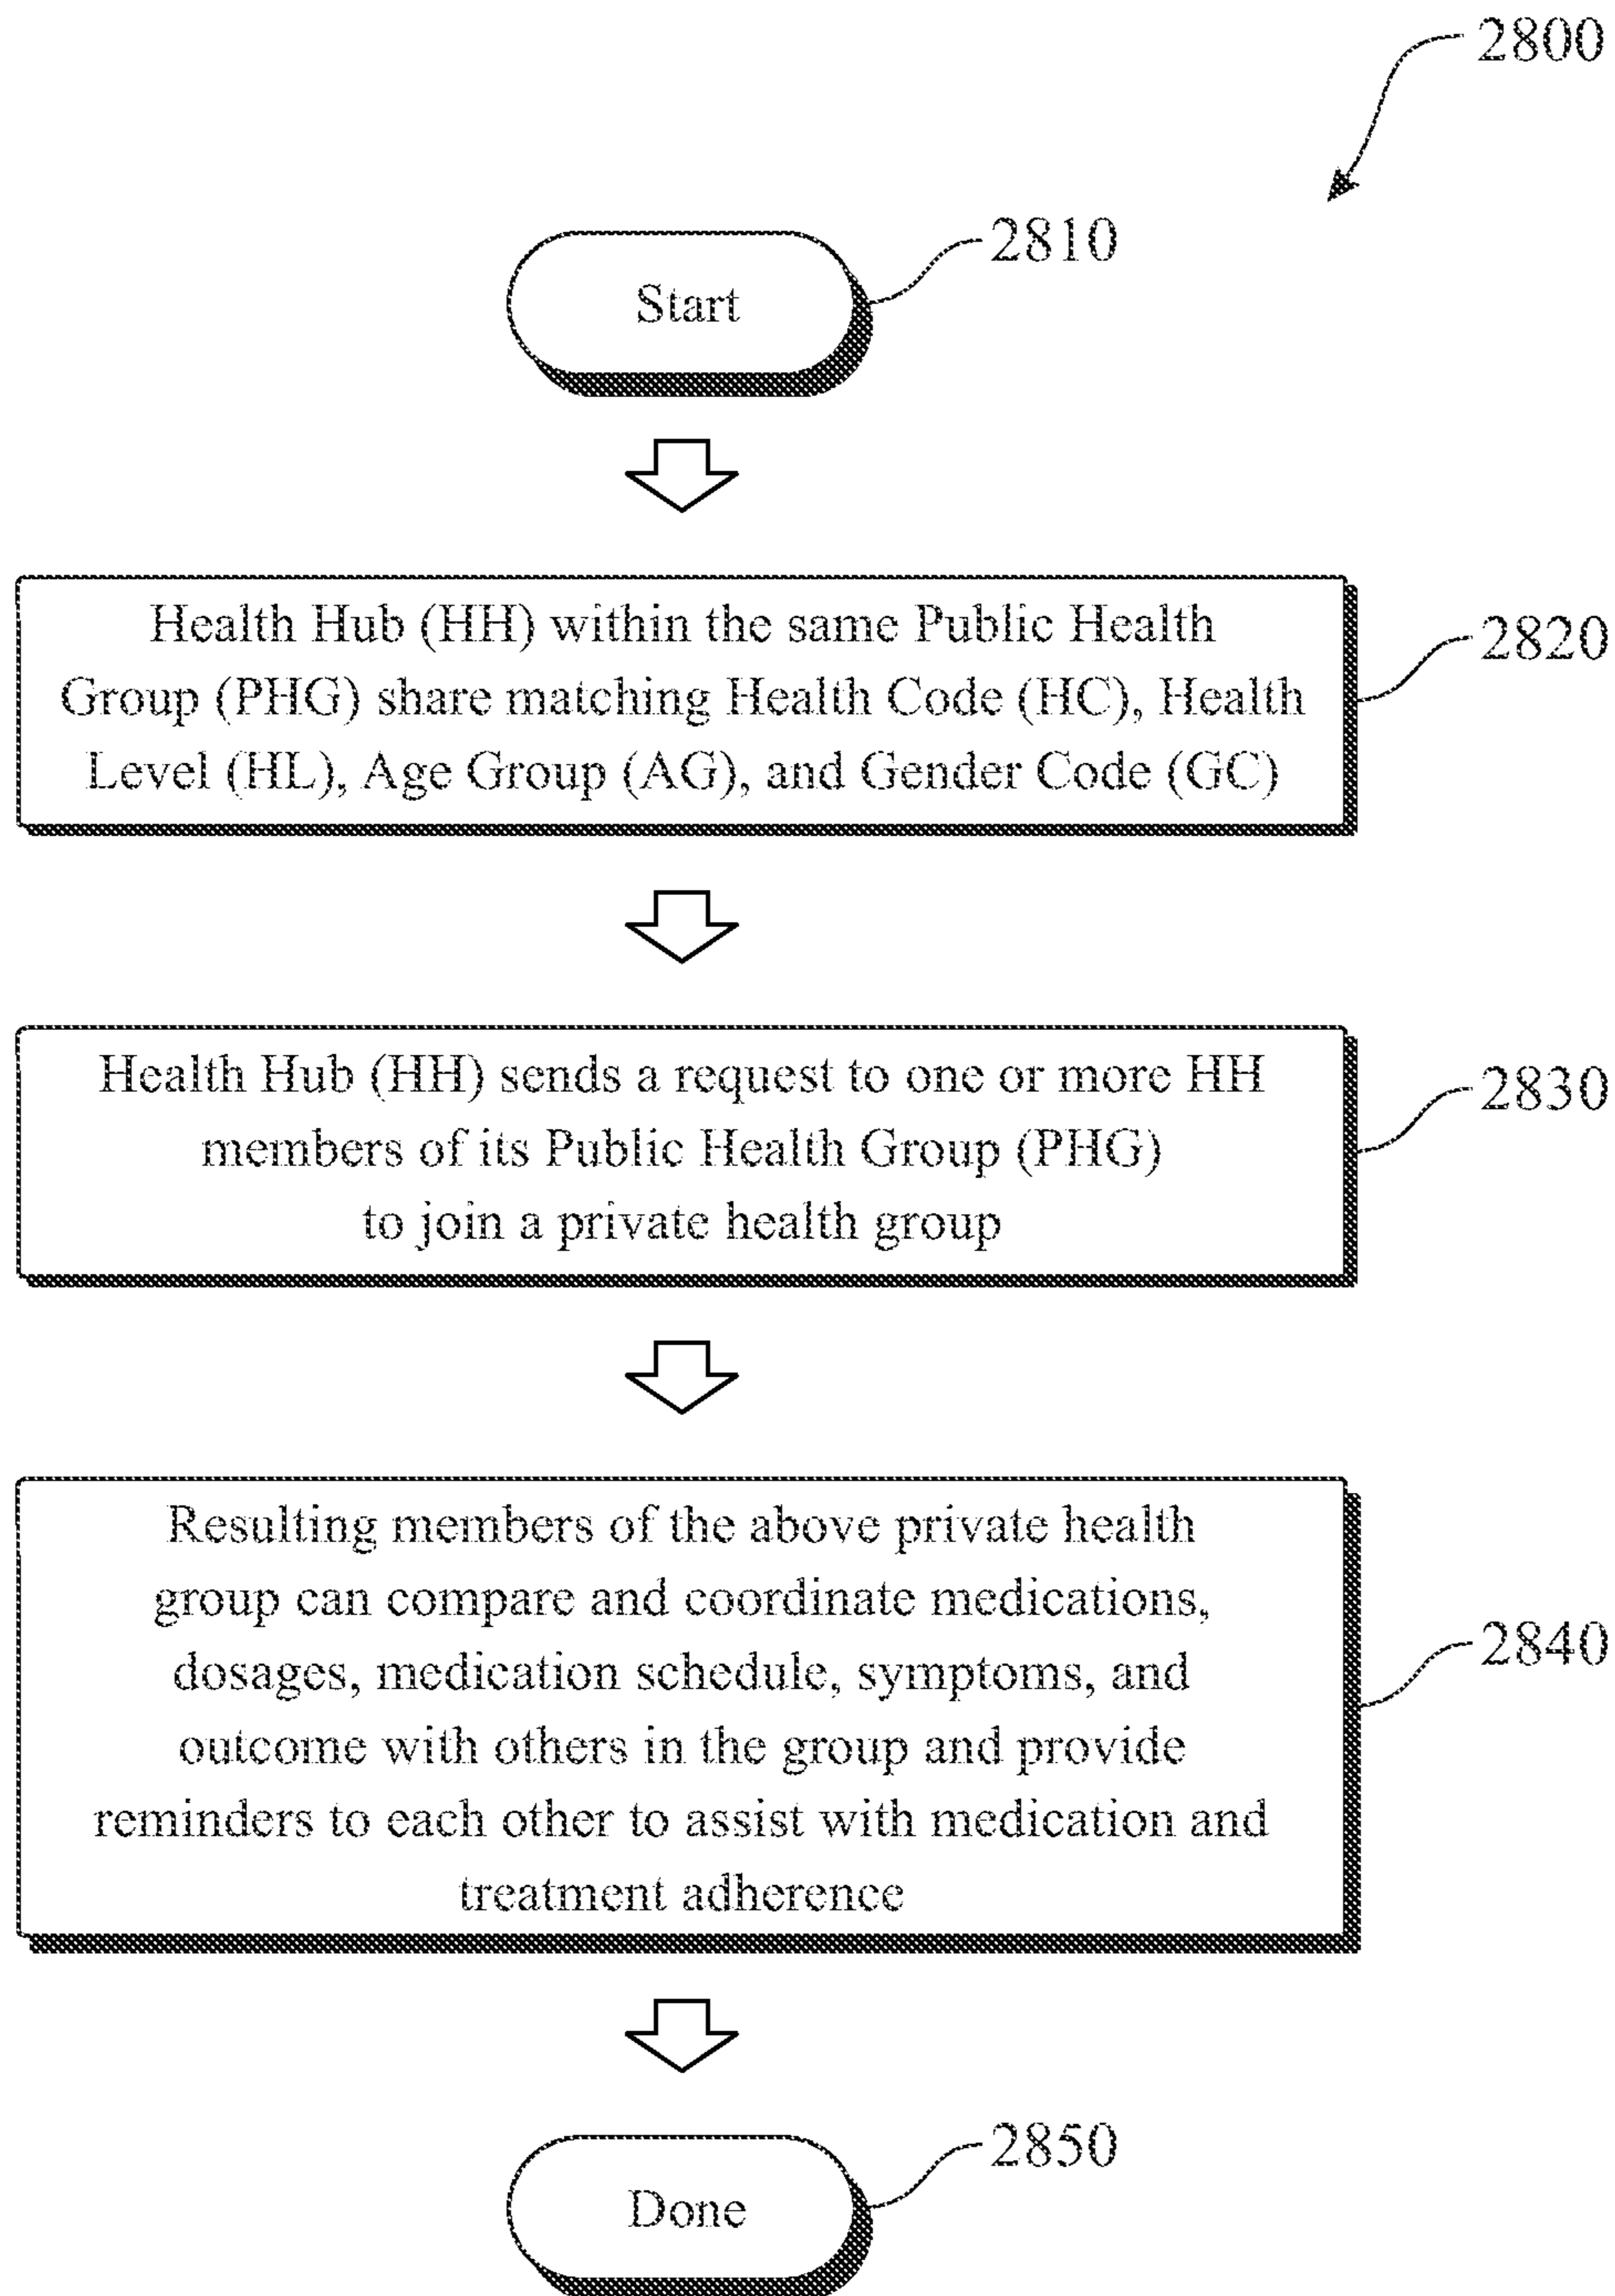 2800
2810
Start
Health Hub (HH) within the same Public Health
Group (PHG) share matching Health Code (HC), Health
Level (HL), Age Group (AG), and Gender Code (GC)
2820
Health Hub (HH) sends a request to one or more HH
members of its Public Health Group (PHG)
to join a private health group
2830
Resulting members of the above private health
group can compare and coordinate medications,
dosages, medication schedule, symptoms, and
outcome with others in the group and provide
reminders to each other to assist with medication and
treatment adherence
2840
2850
Done